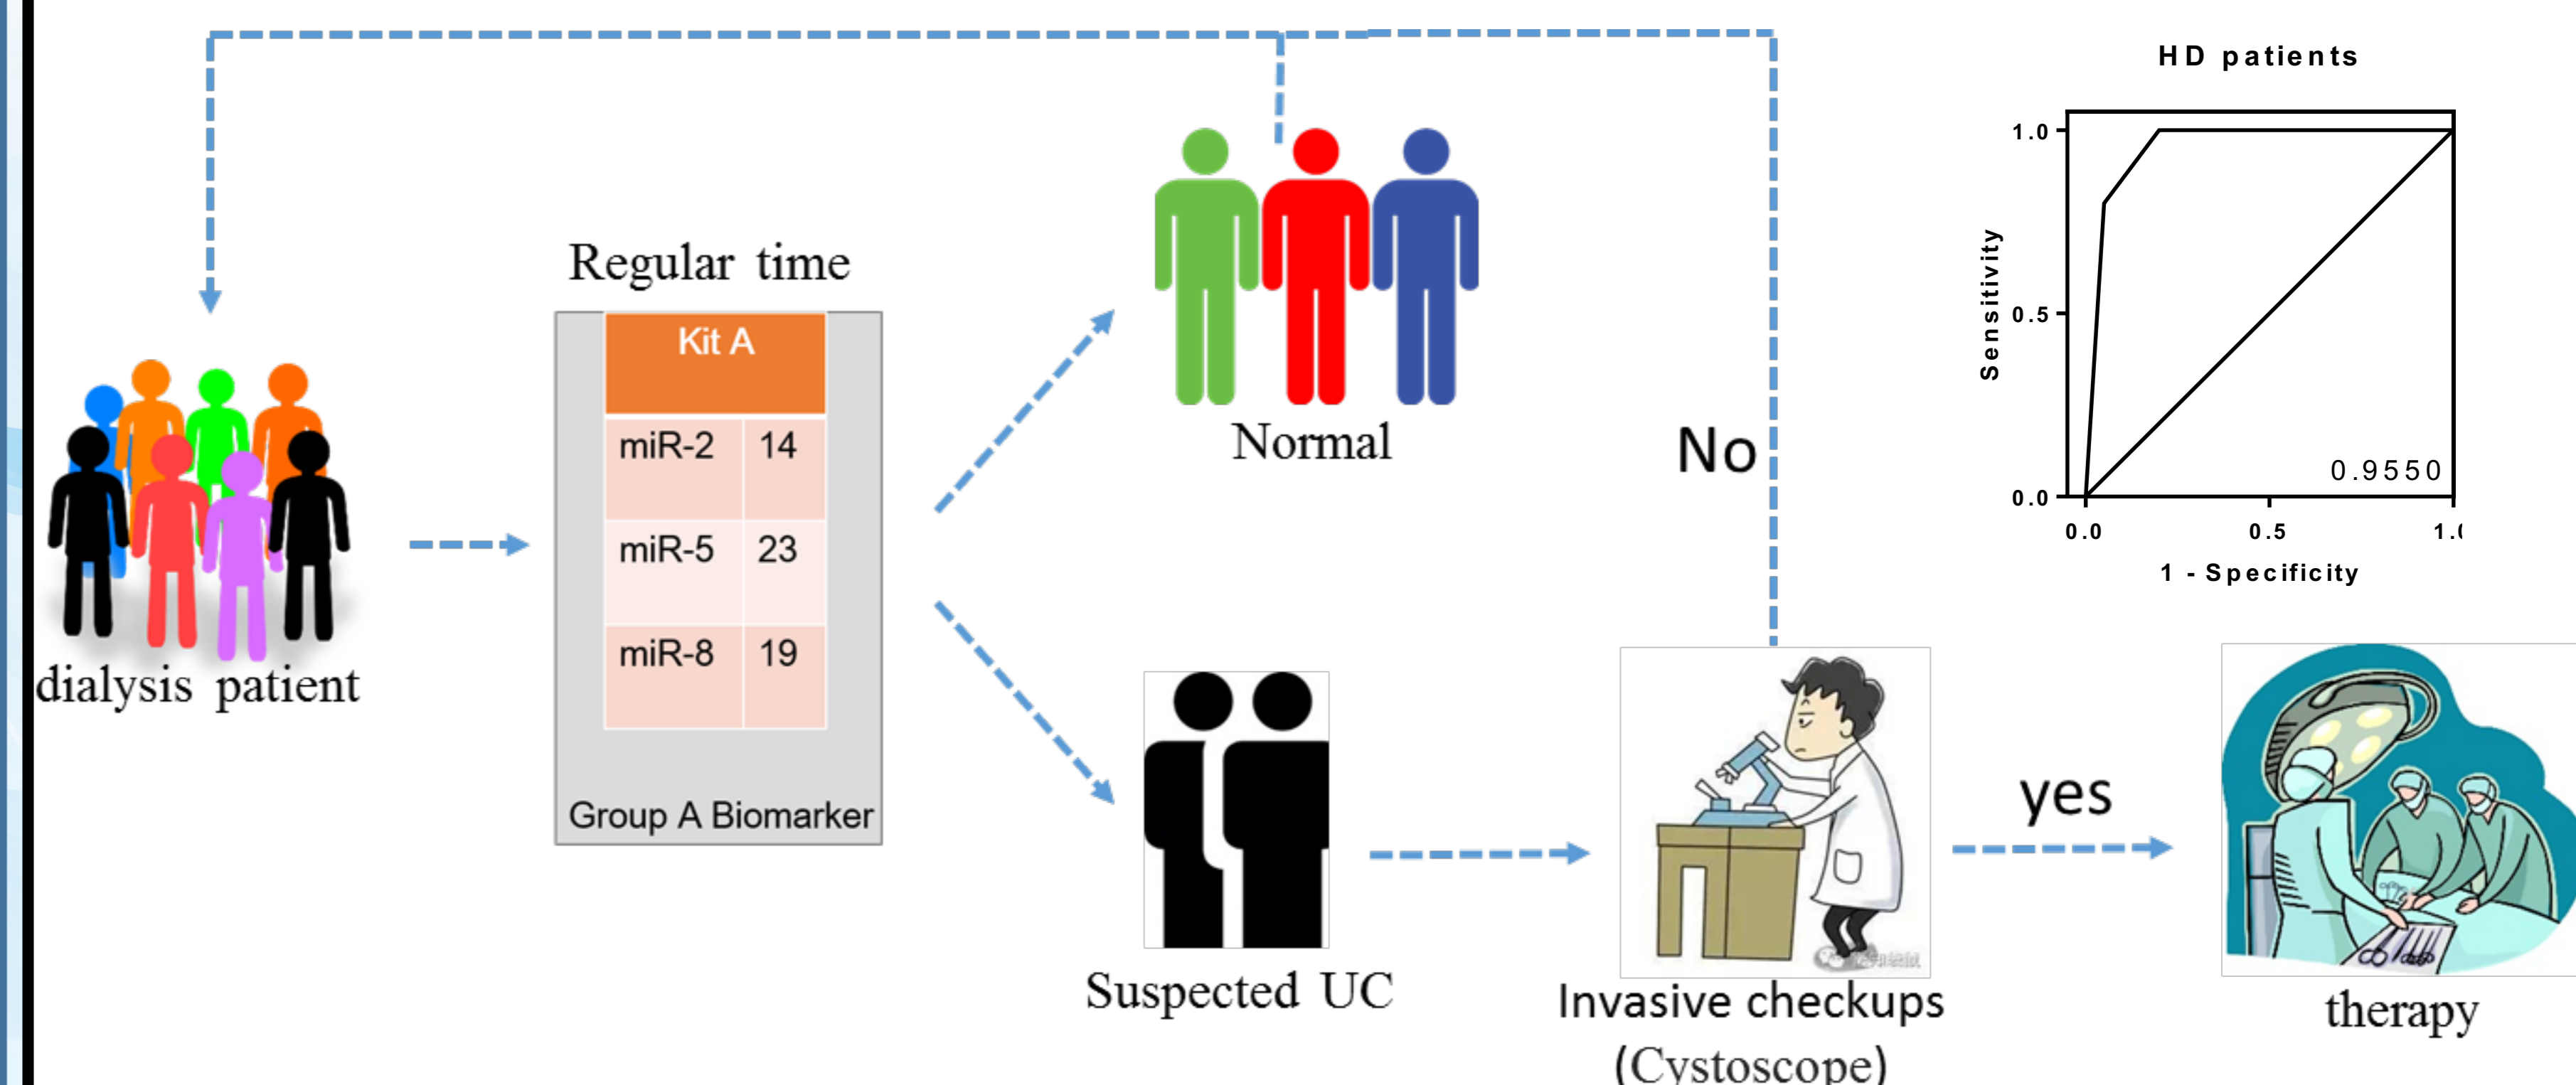 HD patients
1.0
0.5
0.0
Sensitivity
0.9550
0.0 0.5
1 - Specificity
Regular time
Kit A
miR-2 14
miR-5 23
miR-8 19
Group A Biomarker
dialysis patient
Normal
No
Suspected UC
Invasive checkups
(Cystoscope)
yes
therapy